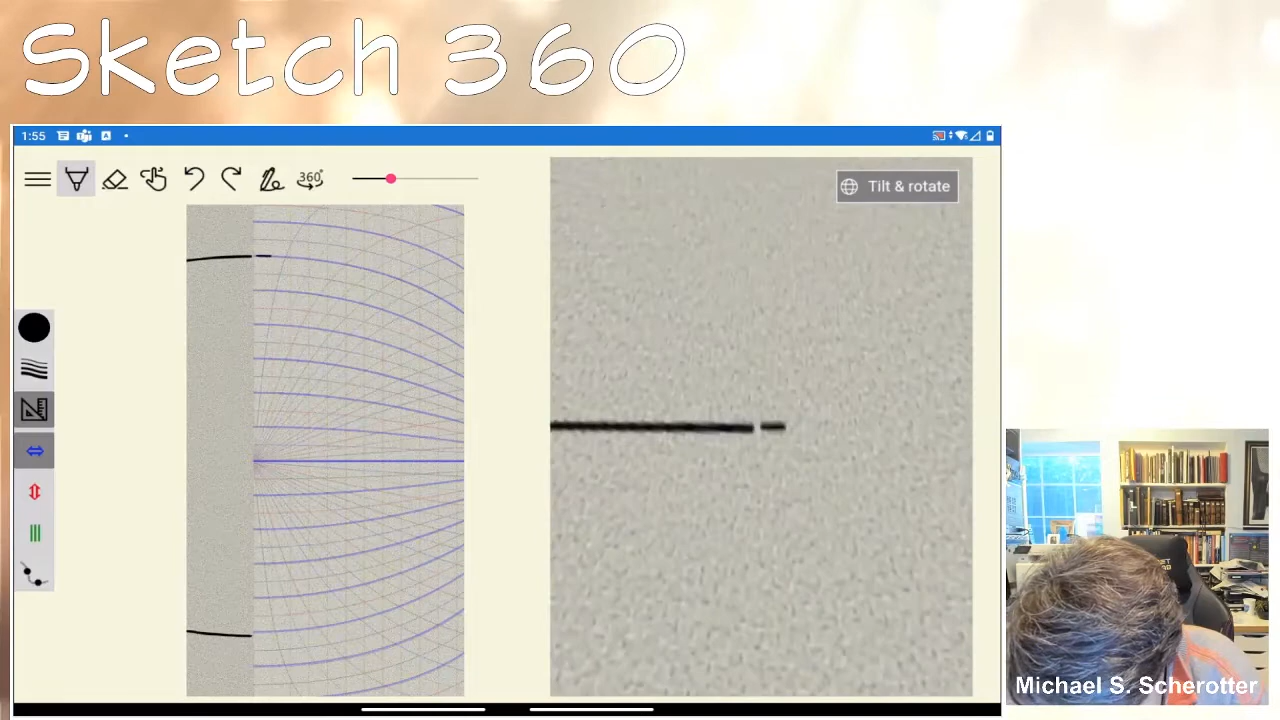 Sketch 360
1:55
360°
Tilt & rotate
Michael S. Scherotter